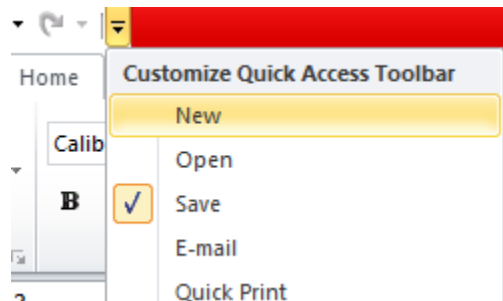 Home
Customize Quick Access Toolbar
New
Calib
Open
B
Save
E-mail
Quick Print